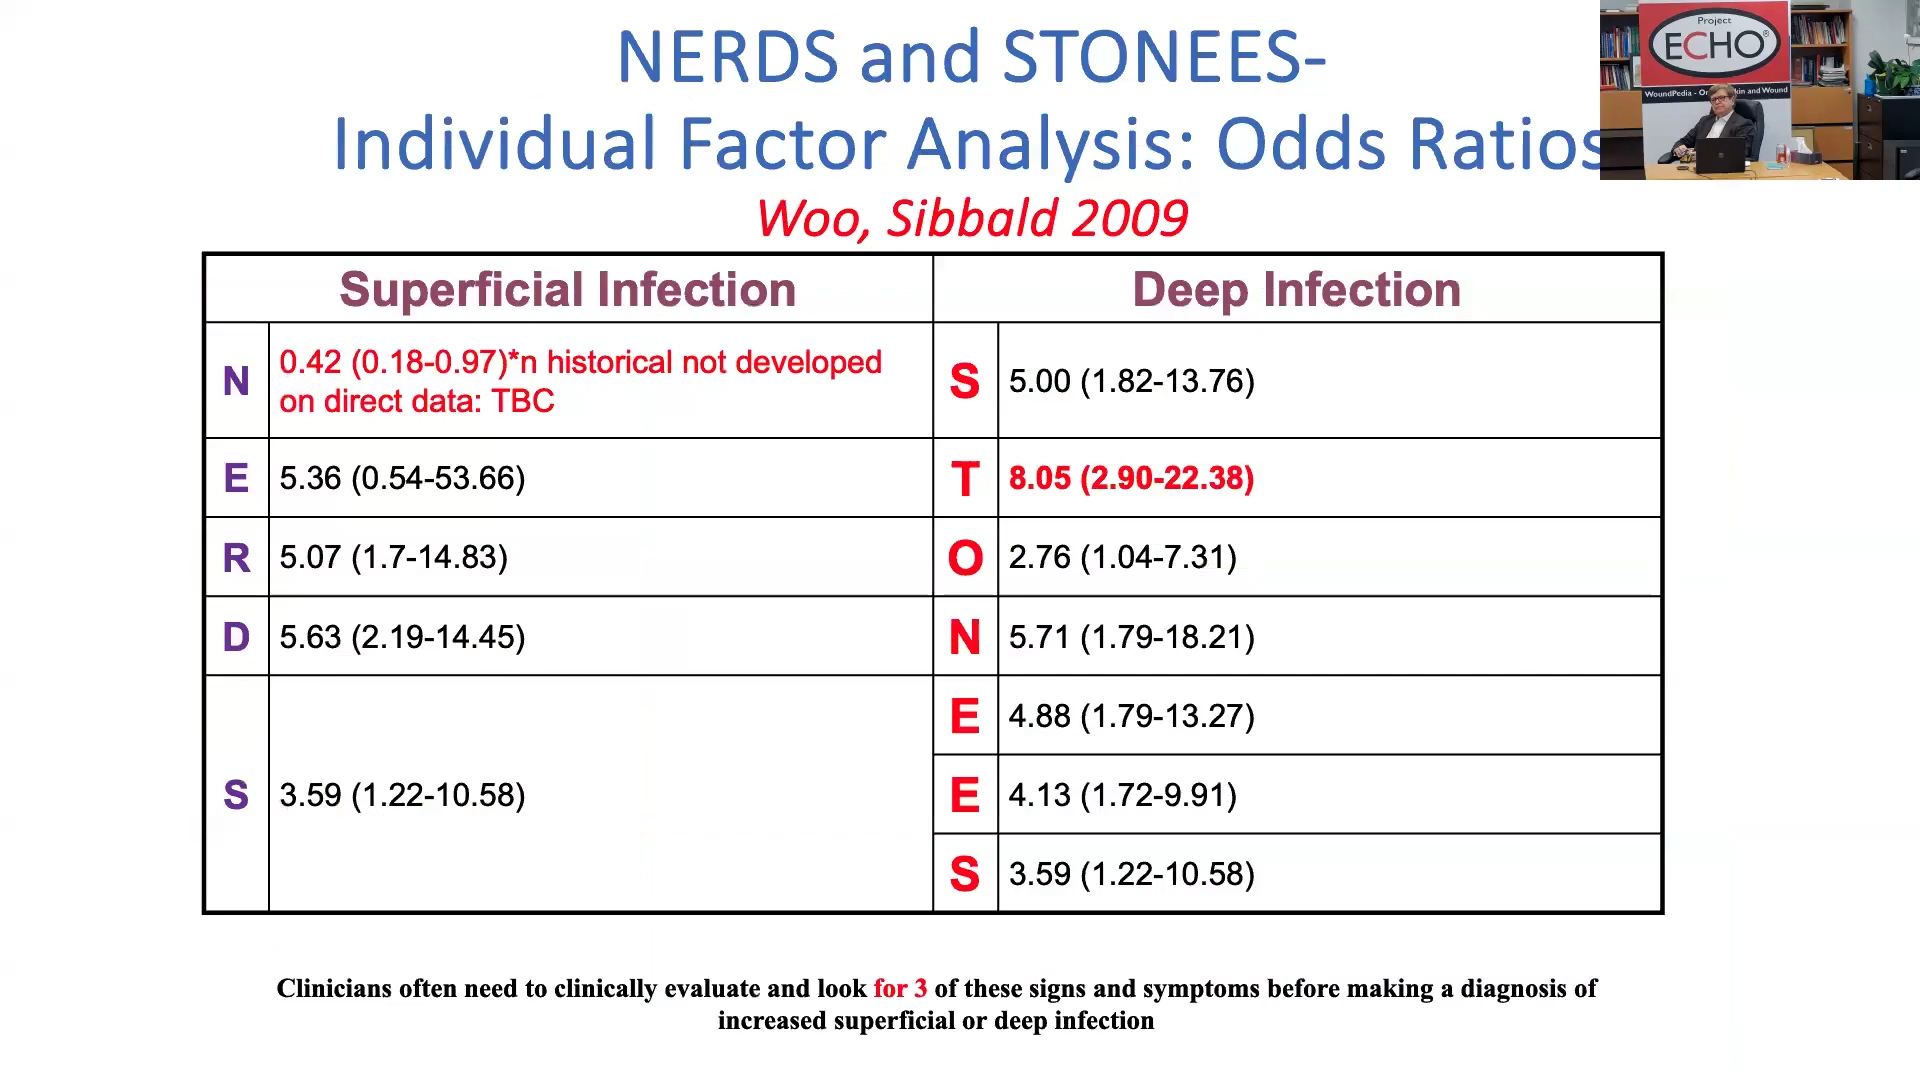 NERDS and STONEES-
Individual Factor Analysis: Odds Ratios
Woo, Sibbald 2009
Project
ECHO®
WoundPedia - On kin and Wound
Superficial Infection
Deep Infection
N
0.42 (0.18-0.97)*n historical not developed
on direct data: TBC
S
5.00 (1.82-13.76)
E
5.36 (0.54-53.66)
T
8.05 (2.90-22.38)
R
5.07 (1.7-14.83)
O
2.76 (1.04-7.31)
D
5.63 (2.19-14.45)
N
5.71 (1.79-18.21)
S
3.59 (1.22-10.58)
E
4.88 (1.79-13.27)
E
4.13 (1.72-9.91)
S
3.59 (1.22-10.58)
Clinicians often need to clinically evaluate and look for 3 of these signs and symptoms before making a diagnosis of
increased superficial or deep infection